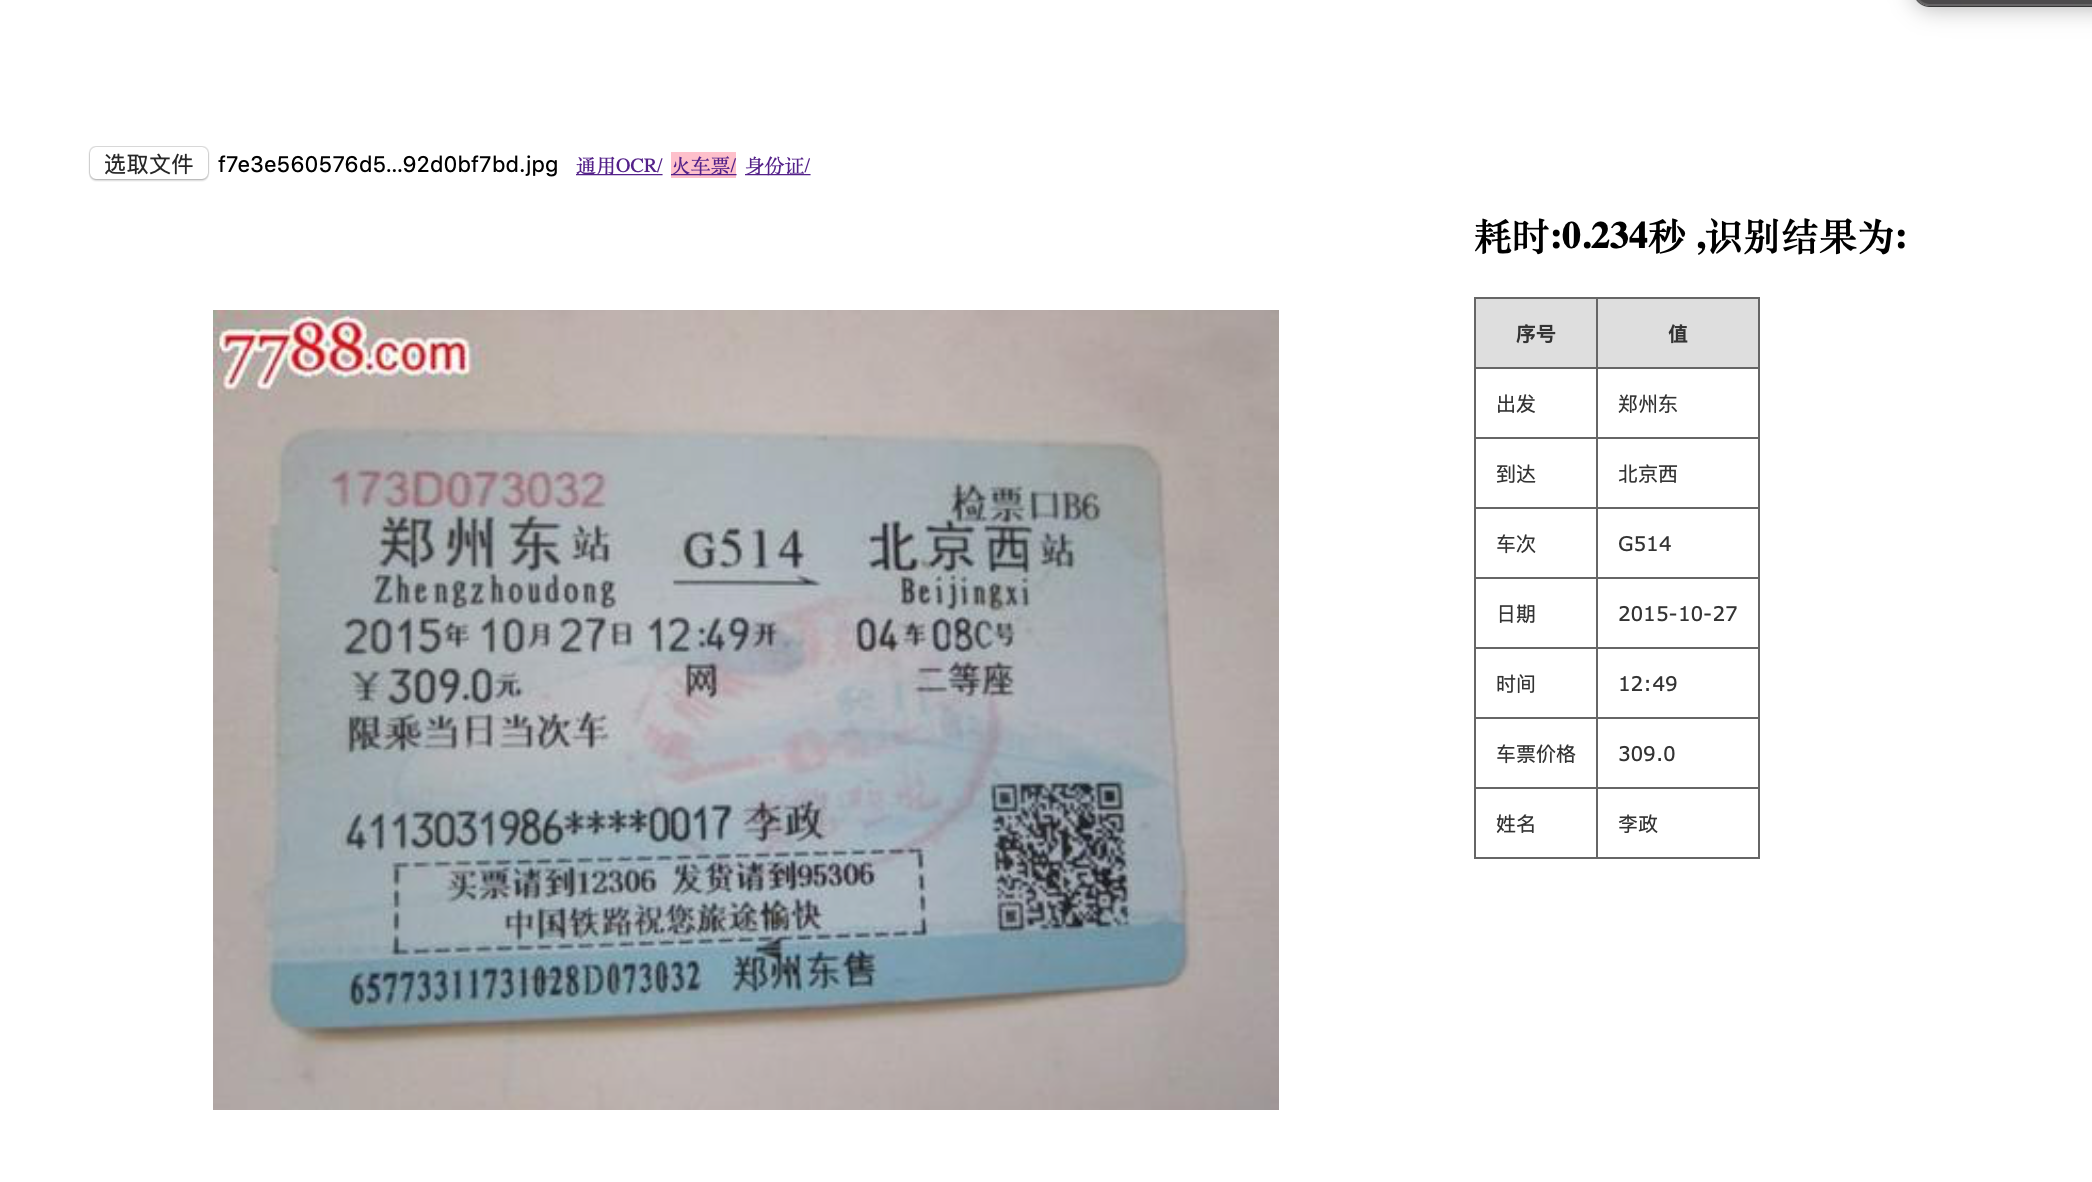 选取文件 f7e3e560576d5...92d0bf7bd.jpg 通用OCR/ 火车票/ 身份证/
耗时:0.234秒 ,识别结果为:
7788.com
173D073032
检票口B6
郑州东站 G514 北京西站
Zhengzhoudong Beijingxi
2015年10月27日 12:49开 04车08C号
¥309.0元 网 二等座
限乘当日当次车
4113031986****0017 李政
买票请到12306 发货请到95306
中国铁路祝您旅途愉快
65773311731028D073032 郑州东售
序号 值
出发 郑州东
到达 北京西
车次 G514
日期 2015-10-27
时间 12:49
车票价格 309.0
姓名 李政